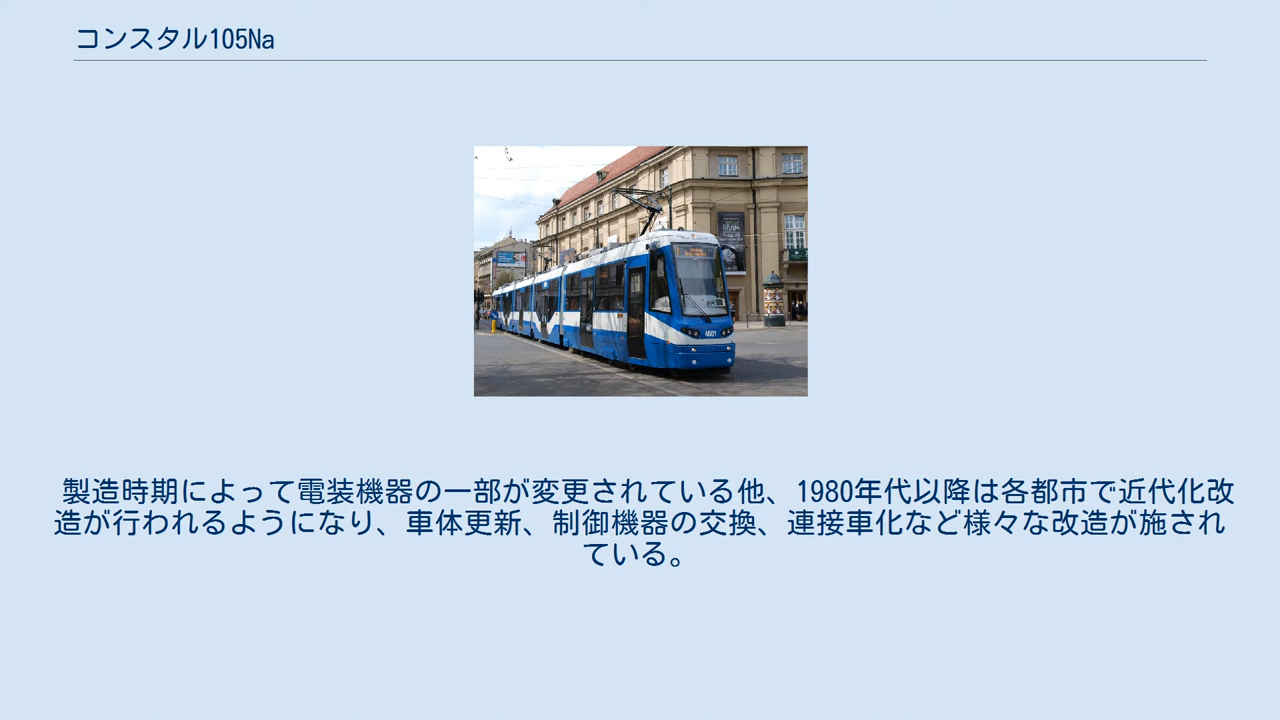 コンスタル105Na
4601
製造時期によって電装機器の一部が変更されている他、1980年代以降は各都市で近代化改
造が行われるようになり、車体更新、制御機器の交換、連接車化など様々な改造が施され
ている。